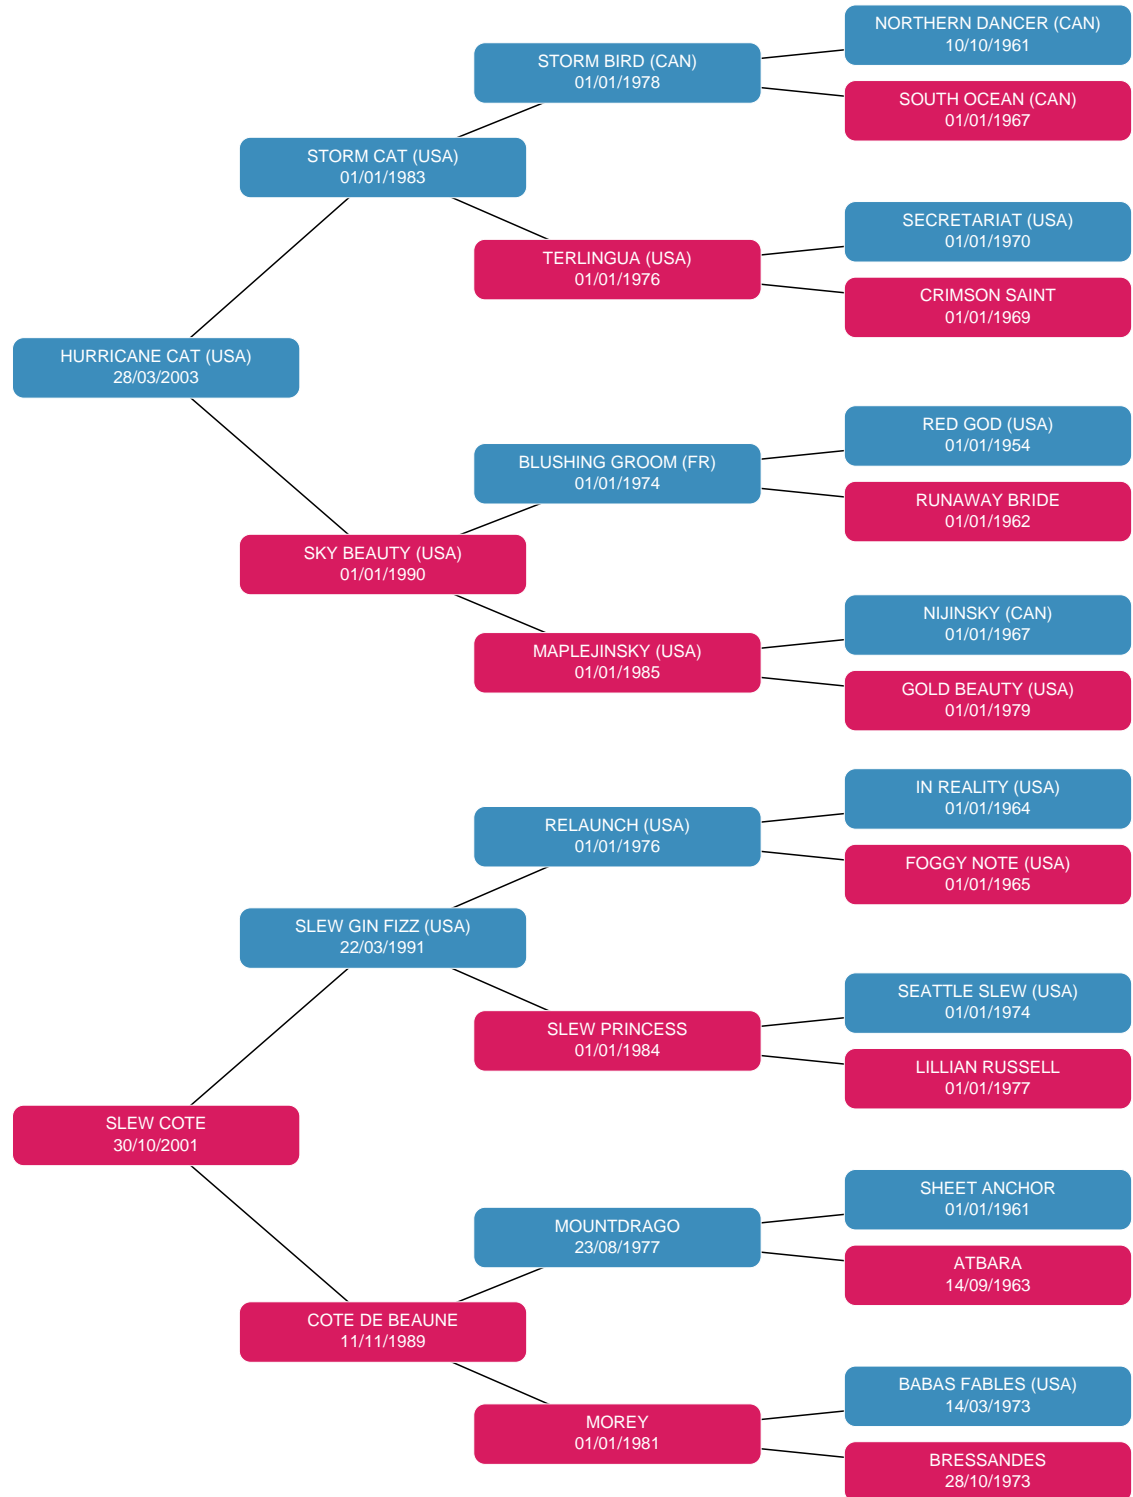 NORTHERN DANCER (CAN)
10/10/1961
STORM BIRD (CAN)
01/01/1978
SOUTH OCEAN (CAN)
01/01/1967
STORM CAT (USA)
01/01/1983
SECRETARIAT (USA)
01/01/1970
TERLINGUA (USA)
01/01/1976
CRIMSON SAINT
01/01/1969
HURRICANE CAT (USA)
28/03/2003
RED GOD (USA)
01/01/1954
BLUSHING GROOM (FR)
01/01/1974
RUNAWAY BRIDE
01/01/1962
SKY BEAUTY (USA)
01/01/1990
NIJINSKY (CAN)
01/01/1967
MAPLEJINSKY (USA)
01/01/1985
GOLD BEAUTY (USA)
01/01/1979
IN REALITY (USA)
01/01/1964
RELAUNCH (USA)
01/01/1976
FOGGY NOTE (USA)
01/01/1965
SLEW GIN FIZZ (USA)
22/03/1991
SEATTLE SLEW (USA)
01/01/1974
SLEW PRINCESS
01/01/1984
LILLIAN RUSSELL
01/01/1977
SLEW COTE
30/10/2001
SHEET ANCHOR
01/01/1961
MOUNTDRAGO
23/08/1977
ATBARA
14/09/1963
COTE DE BEAUNE
11/11/1989
BABAS FABLES (USA)
14/03/1973
MOREY
01/01/1981
BRESSANDES
28/10/1973